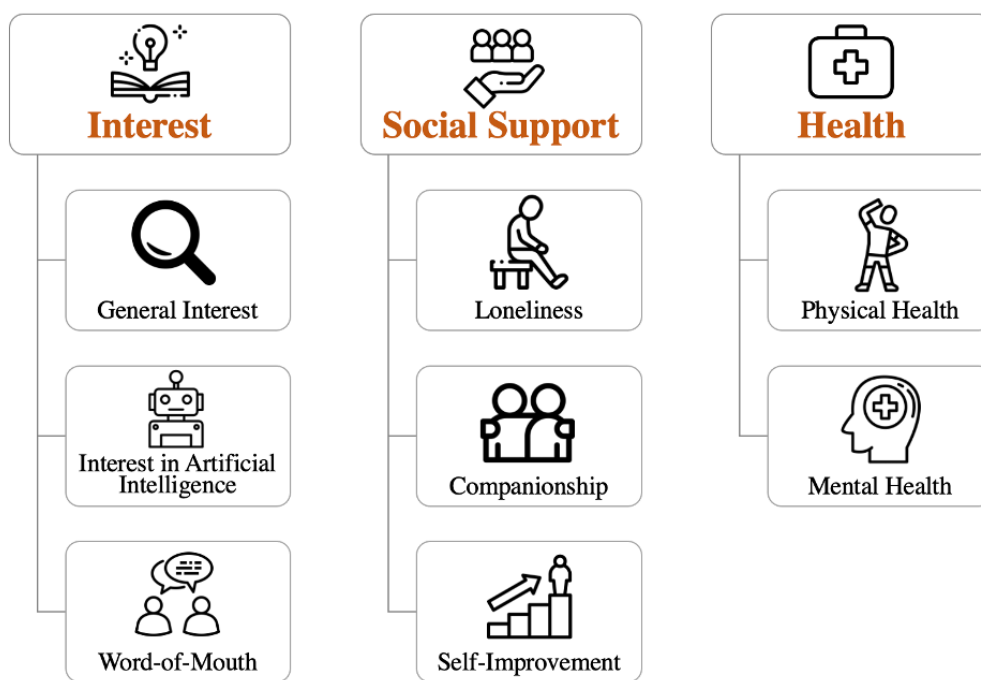 Interest
General Interest
Interest in Artificial
Intelligence
Word-of-Mouth
Social Support
Loneliness
Companionship
Self-Improvement
Health
Physical Health
Mental Health